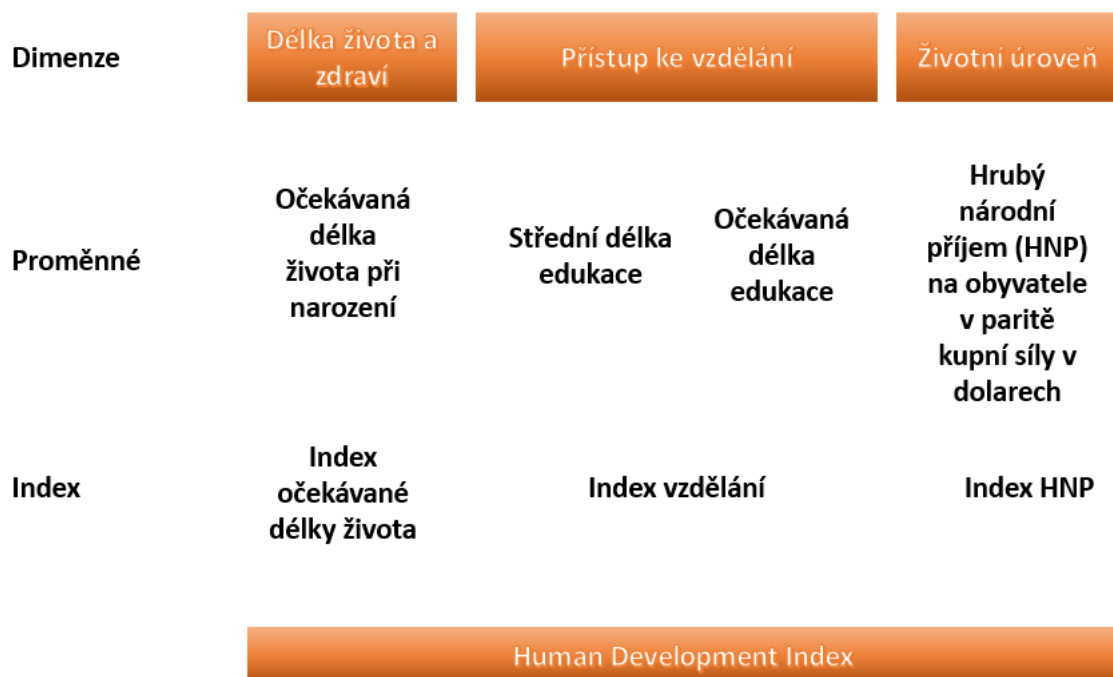 Dimenze
Délka života a
zdraví
Přístup ke vzdělání
Životní úroveň
Proměnné
Očekávaná
délka
života při
narození
Střední délka
edukace
Očekávaná
délka
edukace
Hrubý
národní
příjem (HNP)
na obyvatele
v paritě
kupní síly v
dolarech
Index
Index
očekávané
délky života
Index vzdělání
Index HNP
Human Development Index